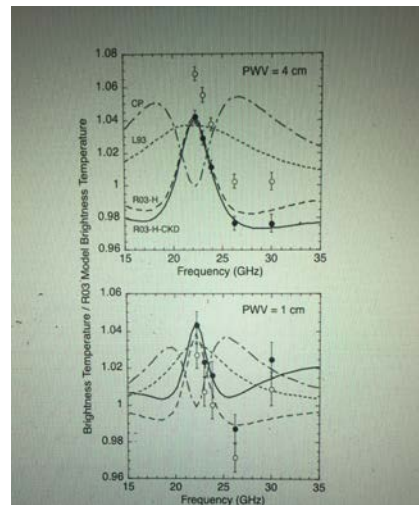 Brightness Temperature / R03 Model Brightness Temperature
1.08
1.06
1.04
1.02
1
0.98
0.96
PWV = 4 cm
CP
L93
R03-H
R03-H-CKD
15 20 25 30 35
Frequency (GHz)
1.06
1.04
1.02
1
0.98
0.96
PWV = 1 cm
15 20 25 30 35
Frequency (GHz)